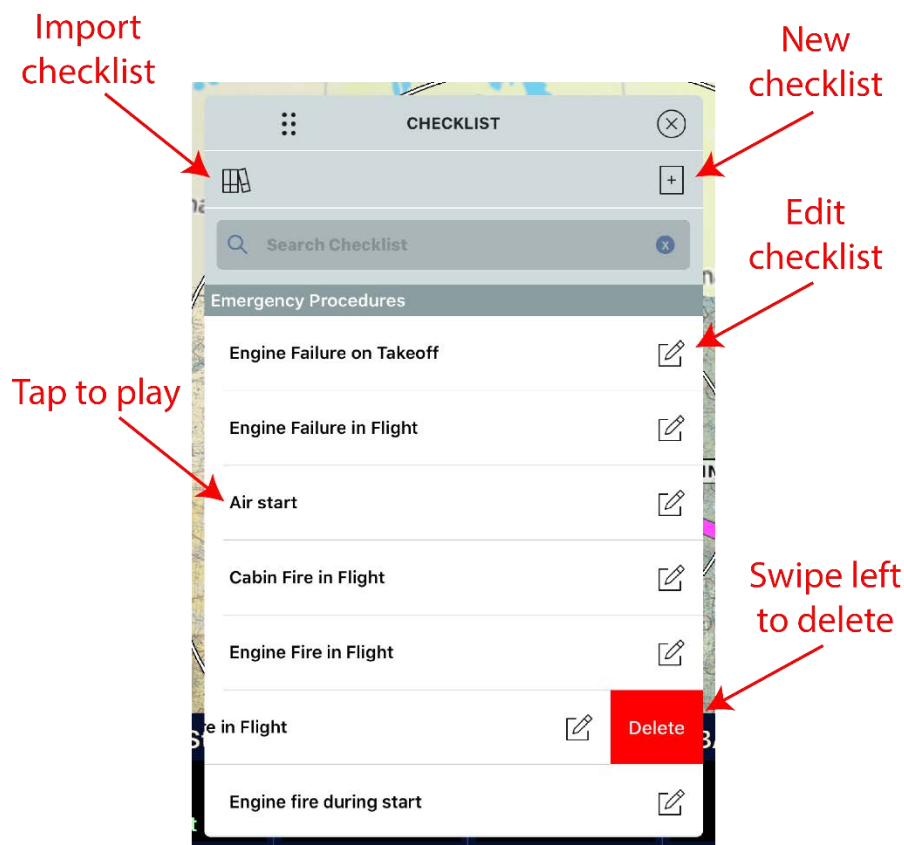 Import
checklist
New
checklist
CHECKLIST
+
Search Checklist
x
Edit
checklist
Emergency Procedures
Engine Failure on Takeoff
Tap to play
Engine Failure in Flight
Air start
Cabin Fire in Flight
Swipe left
to delete
Engine Fire in Flight
e in Flight
Delete
Engine fire during start